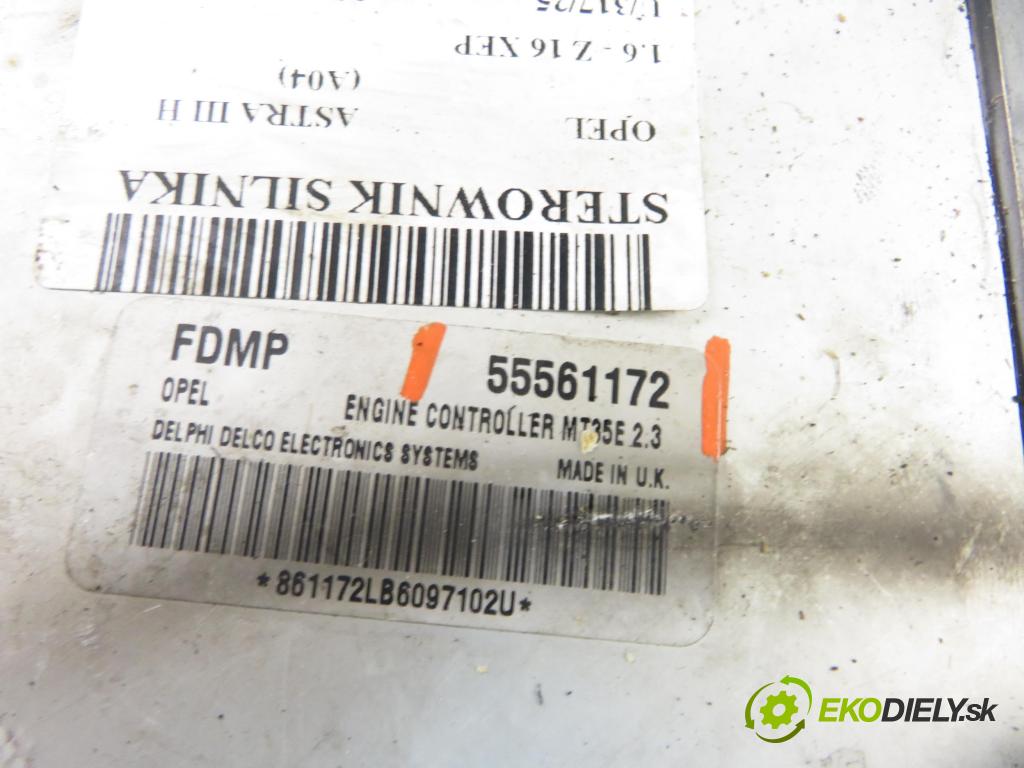 STEROWNIK SILNIKA
OPEL ASTRA III H
(A04)
1.6 - Z 16 XEP
FDMP 55561172
OPEL ENGINE CONTROLLER MT35E 2.3
DELPHI DELCO ELECTRONICS SYSTEMS MADE IN U.K.
*861172LB6097102U*
EKODIELY.sk